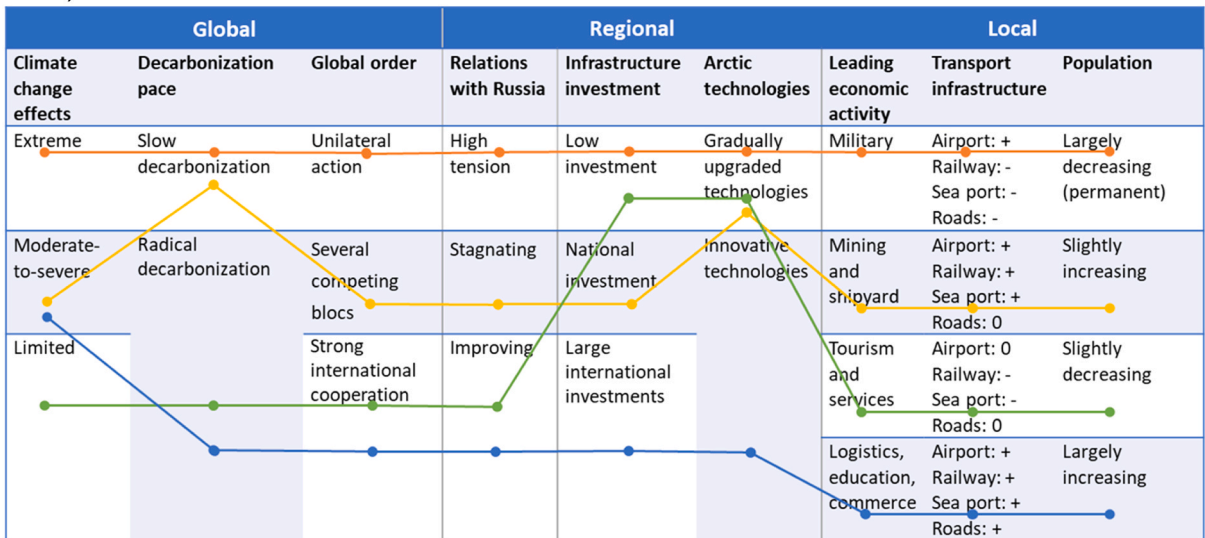 Global
Regional
Local
Climate
change
effects
Decarbonization
pace
Global order
Relations
with Russia
Infrastructure
investment
Arctic
technologies
Leading
economic
activity
Transport
infrastructure
Population
Extreme
Slow
decarbonization
Unilateral
action
High
tension
Low
investment
Gradually
upgraded
technologies
Military
Airport: +
Railway: -
Sea port: -
Roads: -
Largely
decreasing
(permanent)
Moderate-
to-severe
Radical
decarbonization
Several
competing
blocs
Stagnating
National
investment
Innovative
technologies
Mining
and
shipyard
Airport: +
Railway: +
Sea port: +
Roads: 0
Slightly
increasing
Limited
Strong
international
cooperation
Improving
Large
international
investments
Tourism
and
services
Airport: 0
Railway: -
Sea port: -
Roads: 0
Slightly
decreasing
Logistics,
education,
commerce
Airport: +
Railway: +
Sea port: +
Roads: +
Largely
increasing